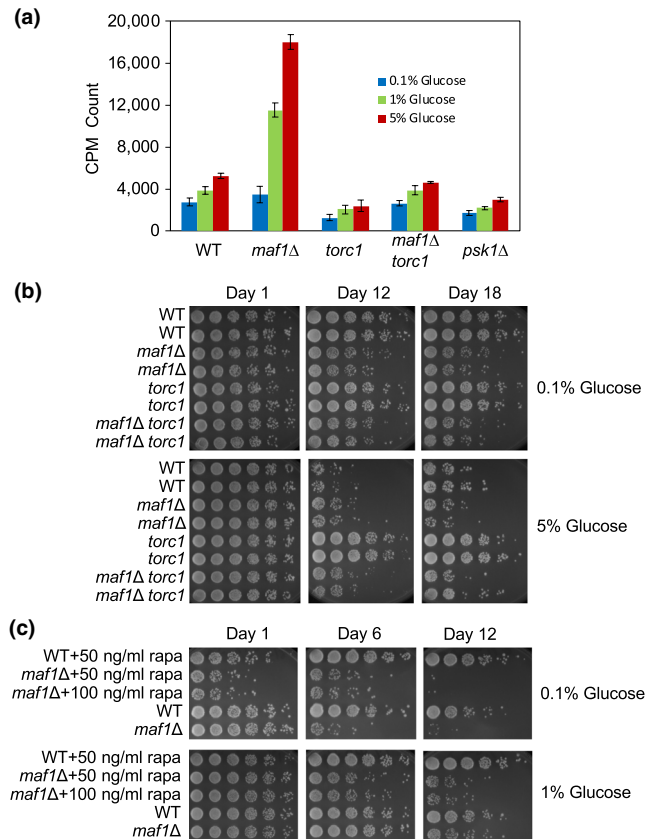 (a)
20,000
16,000
12,000
8,000
4,000
0
CPM Count
0.1% Glucose
1% Glucose
5% Glucose
WT
maf1Δ
torc1
maf1Δ
torc1
psk1Δ
(b)
Day 1
Day 12
Day 18
WT
WT
maf1Δ
maf1Δ
torc1
torc1
maf1Δ torc1
maf1Δ torc1
0.1% Glucose
WT
WT
maf1Δ
maf1Δ
torc1
torc1
maf1Δ torc1
maf1Δ torc1
5% Glucose
(c)
Day 1
Day 6
Day 12
WT+50 ng/ml rapa
maf1Δ+50 ng/ml rapa
maf1Δ+100 ng/ml rapa
WT
maf1Δ
0.1% Glucose
WT+50 ng/ml rapa
maf1Δ+50 ng/ml rapa
maf1Δ+100 ng/ml rapa
WT
maf1Δ
1% Glucose